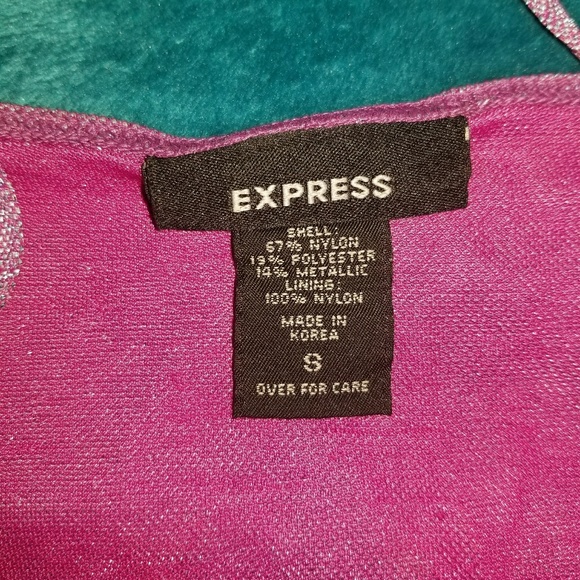 EXPRESS
SHELL:
67% NYLON
19% POLYESTER
14% METALLIC
LINING:
100% NYLON
MADE IN
KOREA
S
OVER FOR CARE